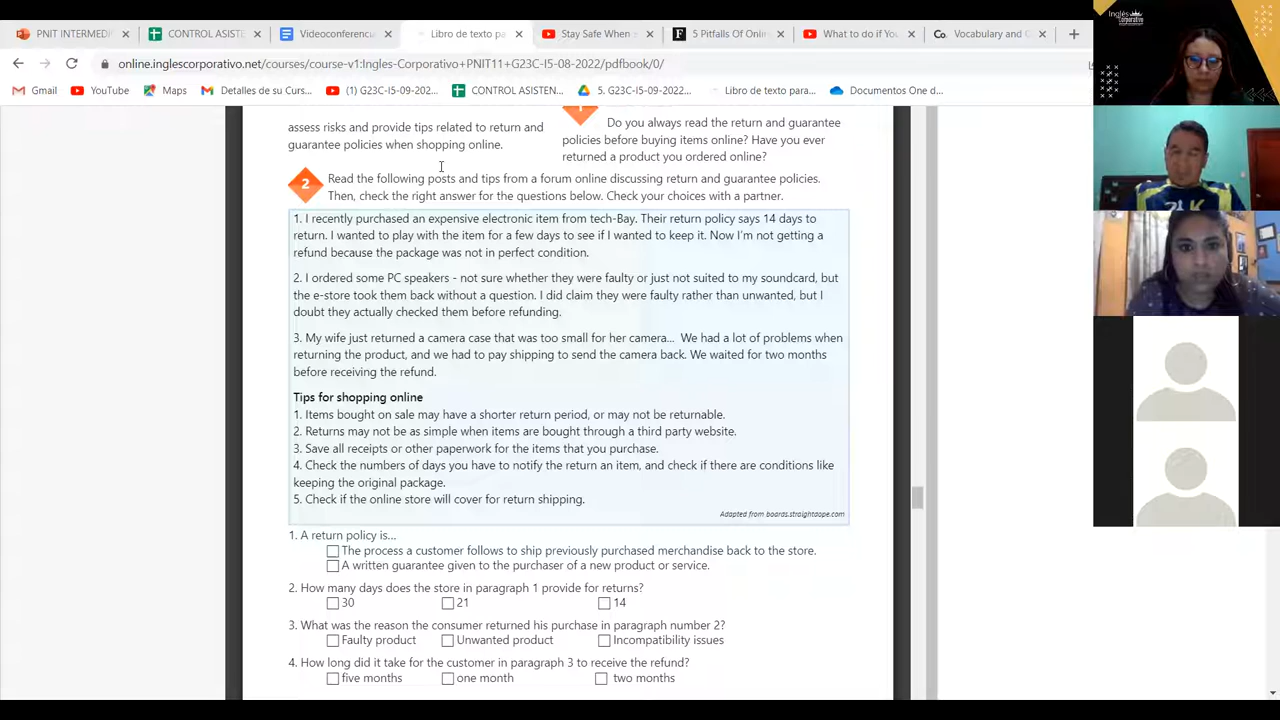 PNIT INTERMEDI
CONTROL ASISTE
Videoconferencia
Libro de texto pa
Stay Safe When
5 Pitfalls Of Onlin
What to do if You
Co. Vocabulary and G
online.inglescorporativo.net/courses/course-v1:Ingles-Corporativo+PNIT11+G23C-I5-08-2022/pdfbook/0/
Gmail
YouTube
Maps
Detalles de su Curs...
(1) G23C-I5-09-202...
CONTROL ASISTEN...
5. G23C-I5-09-2022...
Libro de texto para...
Documentos One d...
Inglés
Corporativo
assess risks and provide tips related to return and
guarantee policies when shopping online.
1
Do you always read the return and guarantee
policies before buying items online? Have you ever
returned a product you ordered online?
2
Read the following posts and tips from a forum online discussing return and guarantee policies.
Then, check the right answer for the questions below. Check your choices with a partner.
1. I recently purchased an expensive electronic item from tech-Bay. Their return policy says 14 days to
return. I wanted to play with the item for a few days to see if I wanted to keep it. Now I'm not getting a
refund because the package was not in perfect condition.
2. I ordered some PC speakers - not sure whether they were faulty or just not suited to my soundcard, but
the e-store took them back without a question. I did claim they were faulty rather than unwanted, but I
doubt they actually checked them before refunding.
3. My wife just returned a camera case that was too small for her camera... We had a lot of problems when
returning the product, and we had to pay shipping to send the camera back. We waited for two months
before receiving the refund.
Tips for shopping online
1. Items bought on sale may have a shorter return period, or may not be returnable.
2. Returns may not be as simple when items are bought through a third party website.
3. Save all receipts or other paperwork for the items that you purchase.
4. Check the numbers of days you have to notify the return an item, and check if there are conditions like
keeping the original package.
5. Check if the online store will cover for return shipping.
Adapted from boards.straightdope.com
1. A return policy is...
The process a customer follows to ship previously purchased merchandise back to the store.
A written guarantee given to the purchaser of a new product or service.
2. How many days does the store in paragraph 1 provide for returns?
30 21 14
3. What was the reason the consumer returned his purchase in paragraph number 2?
Faulty product Unwanted product Incompatibility issues
4. How long did it take for the customer in paragraph 3 to receive the refund?
five months one month two months